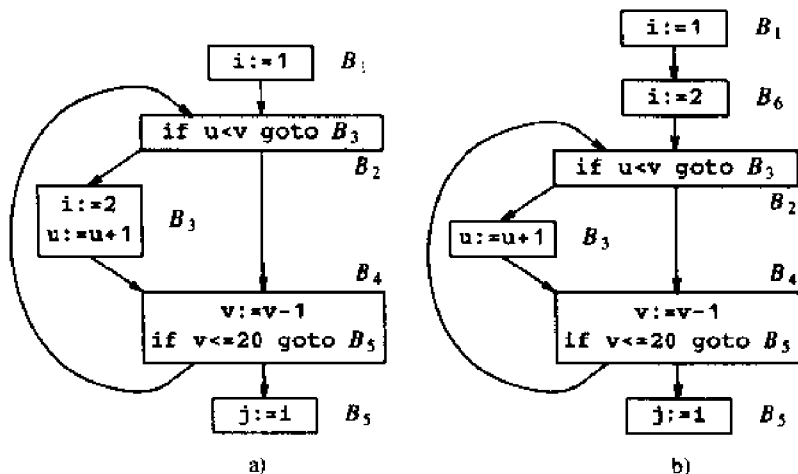 i:=1 B₁
if u<v goto B₃
B₂
i:=2
u:=u+1
B₃
B₄
v:=v-1
if v<=20 goto B₅
j:=i B₅
a)
i:=1 B₁
i:=2 B₆
if u<v goto B₃
B₂
u:=u+1 B₃
B₄
v:=v-1
if v<=20 goto B₅
j:=i B₅
b)